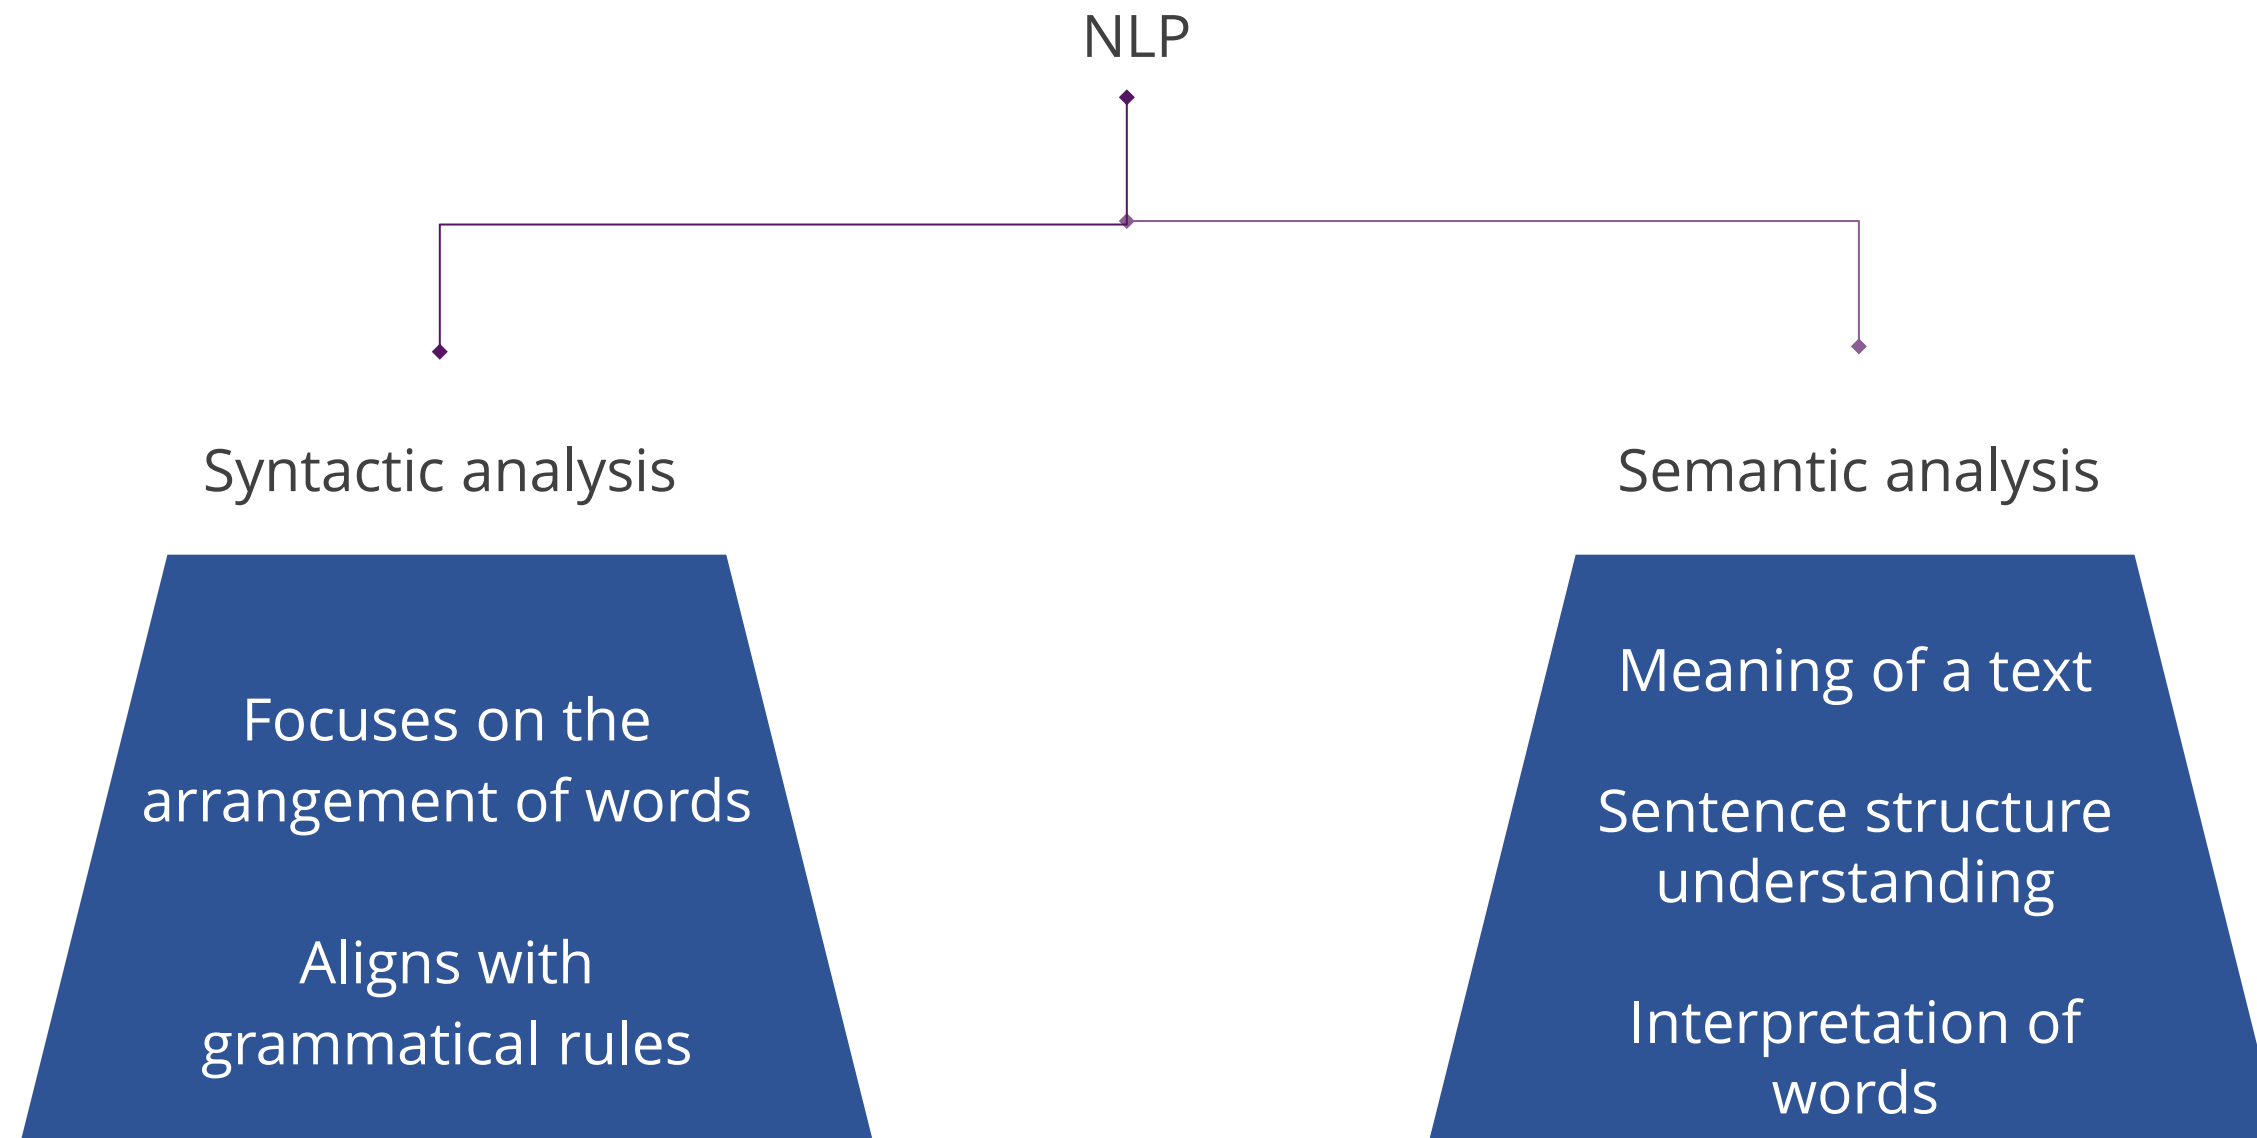 NLP
Syntactic analysis
Focuses on the
arrangement of words
Aligns with
grammatical rules
Semantic analysis
Meaning of a text
Sentence structure
understanding
Interpretation of
words